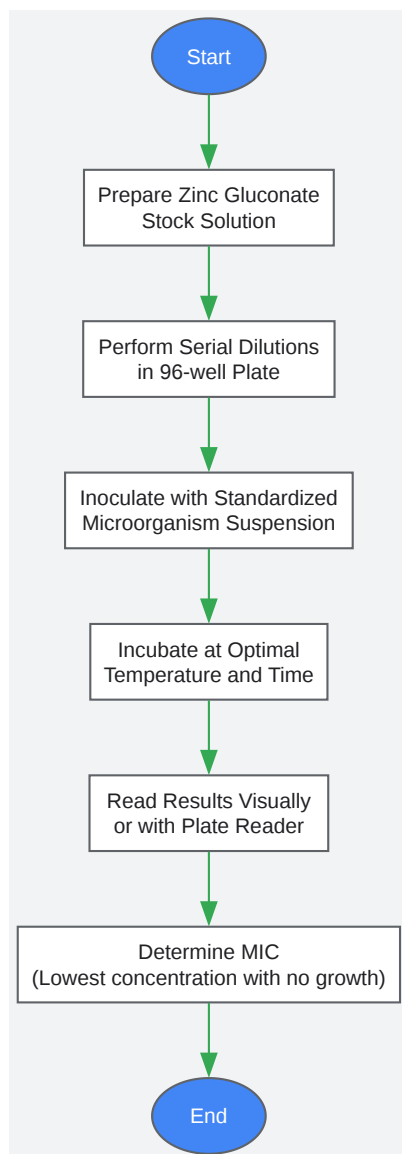 Start
Prepare Zinc Gluconate
Stock Solution
Perform Serial Dilutions
in 96-well Plate
Inoculate with Standardized
Microorganism Suspension
Incubate at Optimal
Temperature and Time
Read Results Visually
or with Plate Reader
Determine MIC
(Lowest concentration with no growth)
End